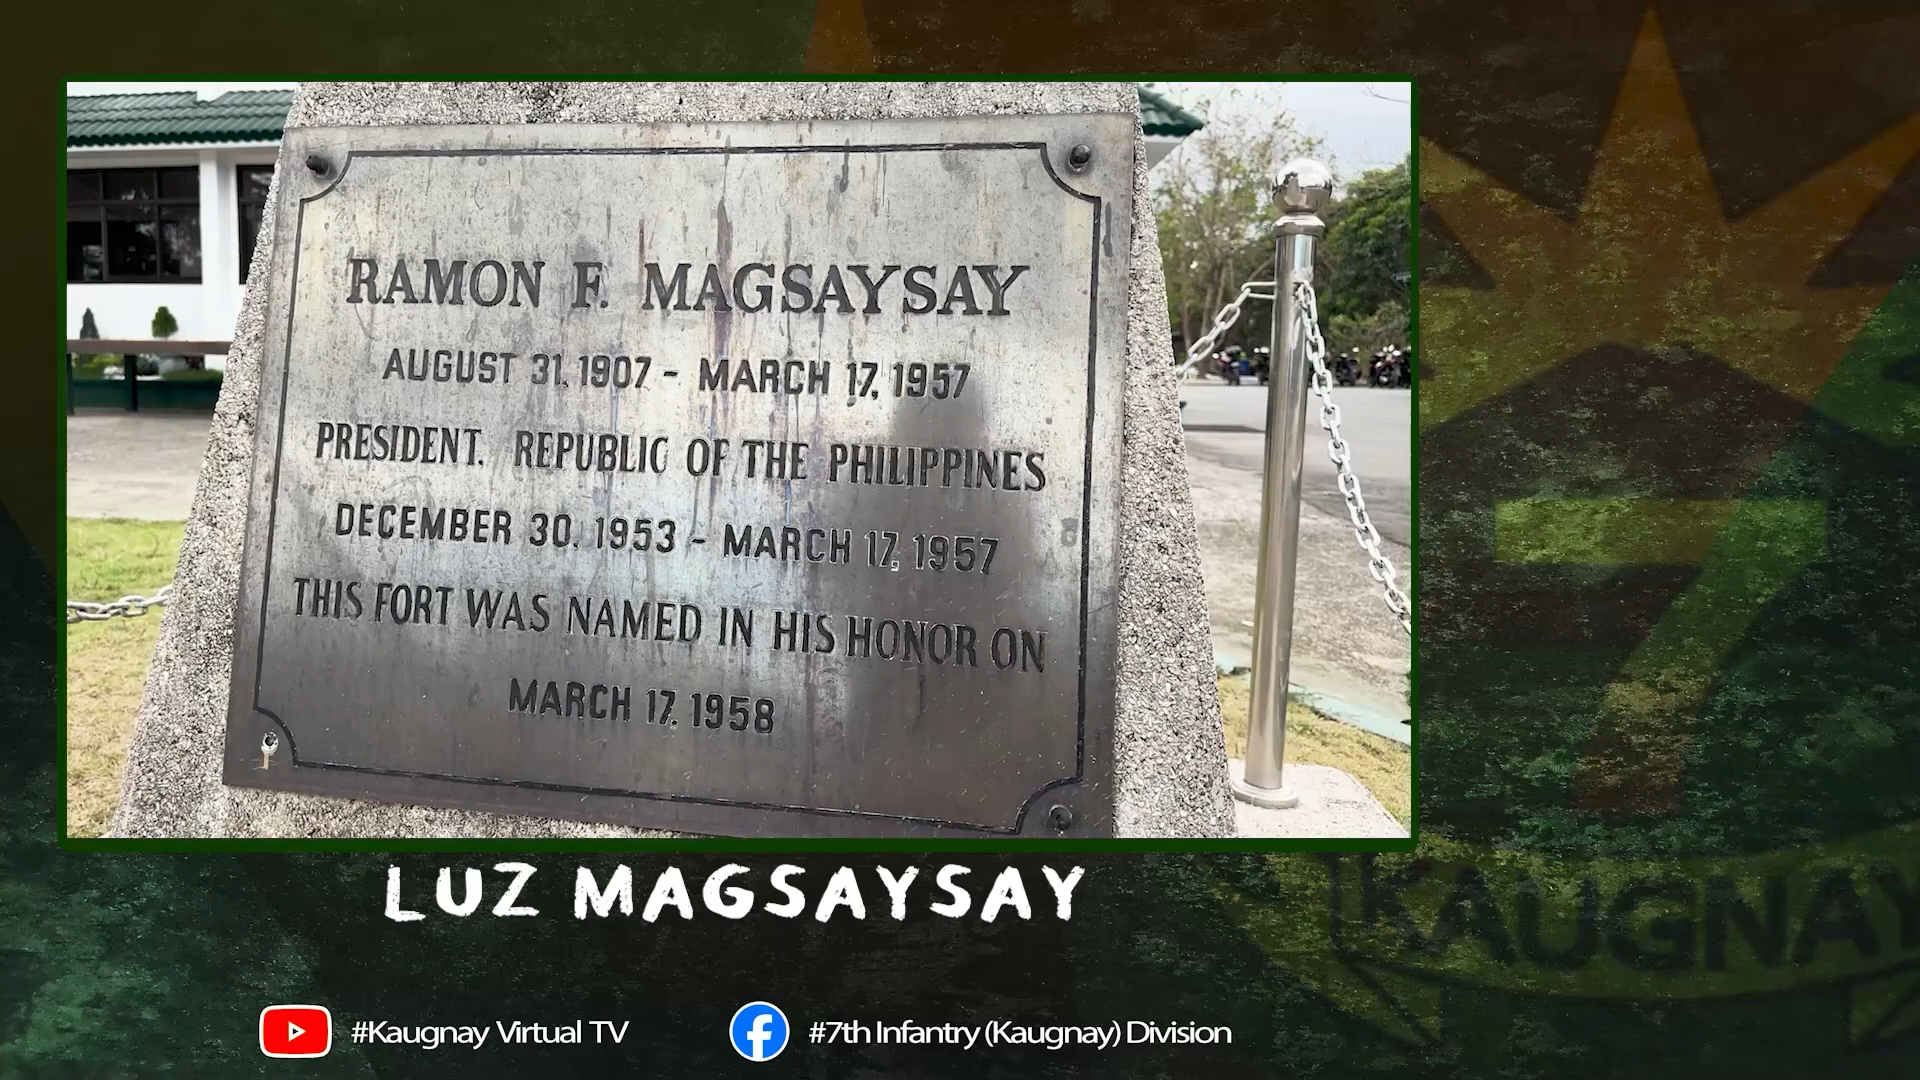 RAMON F. MAGSAYSAY
AUGUST 31, 1907 - MARCH 17, 1957
PRESIDENT, REPUBLIC OF THE PHILIPPINES
DECEMBER 30, 1953 - MARCH 17, 1957
THIS FORT WAS NAMED IN HIS HONOR ON
MARCH 17, 1958
LUZ MAGSAYSAY
7
KAUGNAY
#Kaugnay Virtual TV
#7th Infantry (Kaugnay) Division